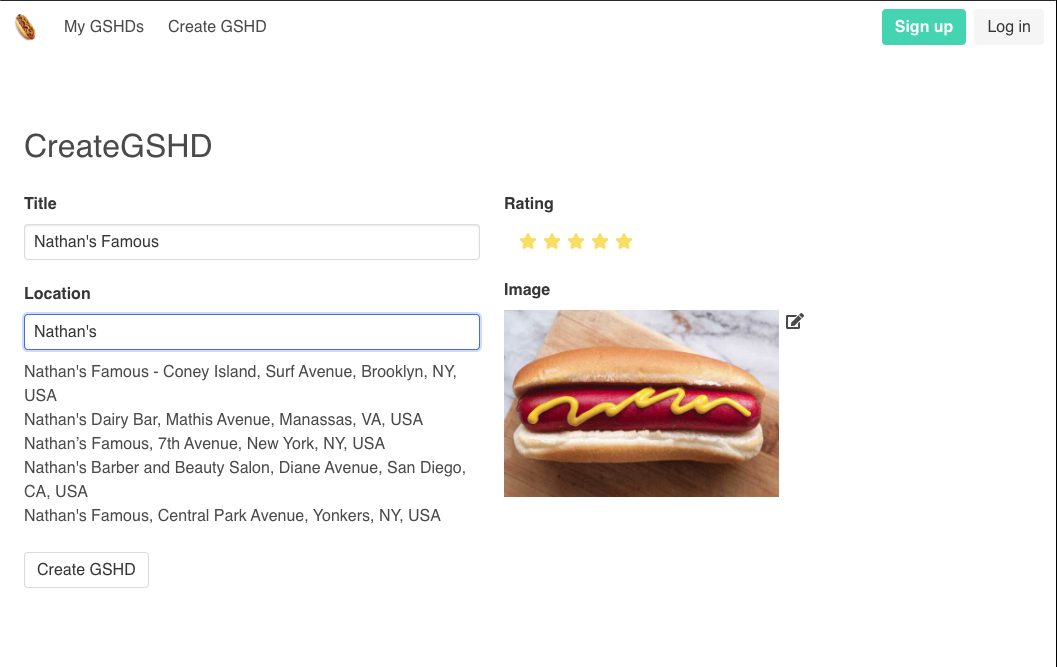 My GSHDs
Create GSHD
Sign up
Log in
CreateGSHD
Title
Nathan's Famous
Rating
Location
Nathan's
Nathan's Famous - Coney Island, Surf Avenue, Brooklyn, NY,
USA
Nathan's Dairy Bar, Mathis Avenue, Manassas, VA, USA
Nathan’s Famous, 7th Avenue, New York, NY, USA
Nathan's Barber and Beauty Salon, Diane Avenue, San Diego,
CA, USA
Nathan's Famous, Central Park Avenue, Yonkers, NY, USA
Image
Create GSHD